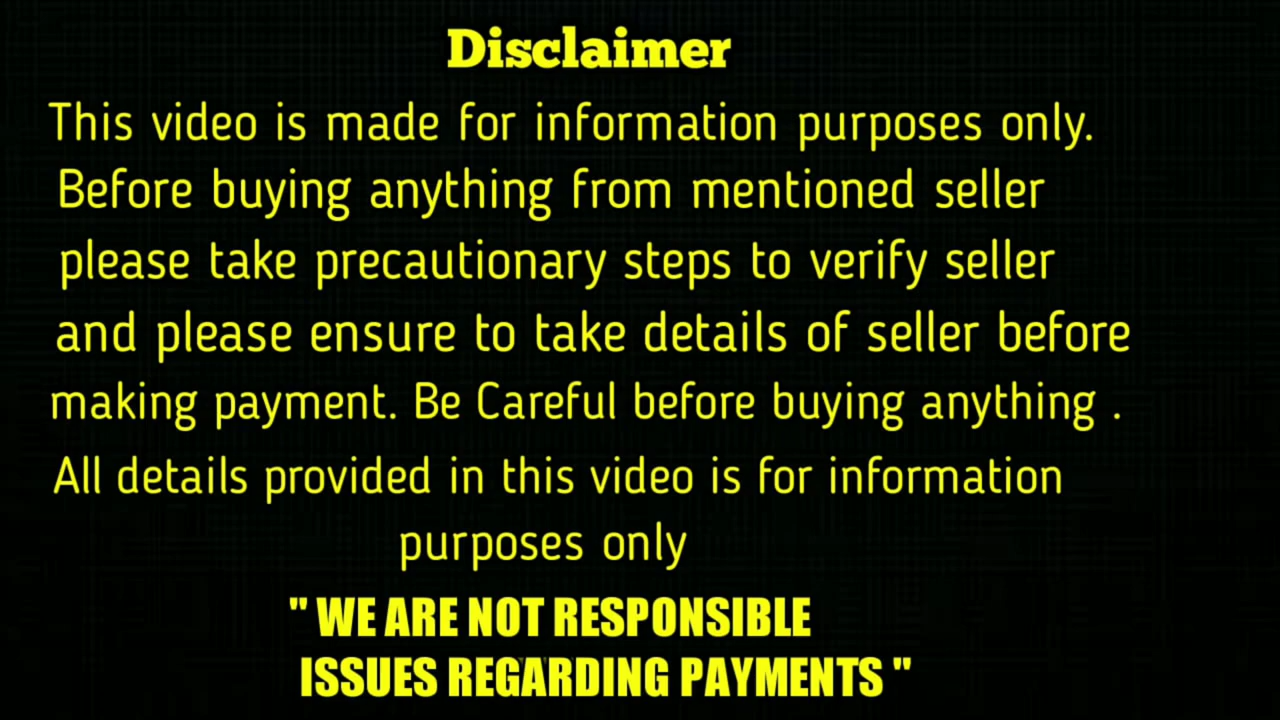 Disclaimer
This video is made for information purposes only.
Before buying anything from mentioned seller
please take precautionary steps to verify seller
and please ensure to take details of seller before
making payment. Be Careful before buying anything .
All details provided in this video is for information
purposes only
" WE ARE NOT RESPONSIBLE
ISSUES REGARDING PAYMENTS "